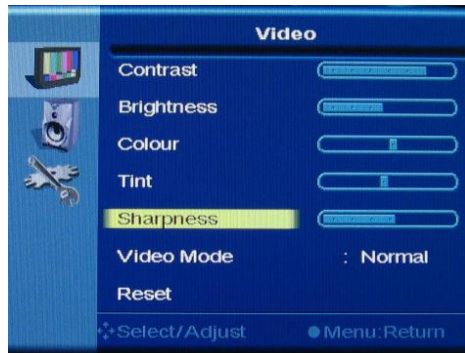 Video
Contrast
Brightness
Colour
Tint
Sharpness
Video Mode : Normal
Reset
Select/Adjust Menu:Return